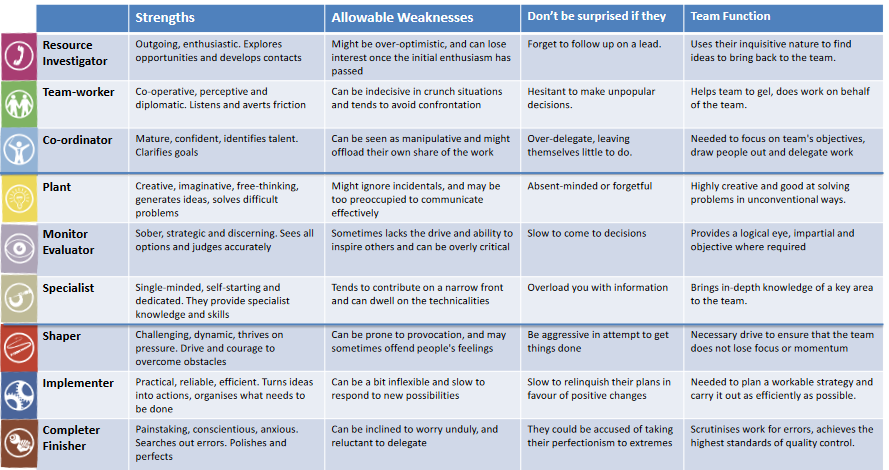 Strengths
Allowable Weaknesses
Don't be surprised if they
Team Function
Resource
Investigator
Outgoing, enthusiastic. Explores
opportunities and develops contacts
Might be over-optimistic, and can lose
interest once the initial enthusiasm has
passed
Forget to follow up on a lead.
Uses their inquisitive nature to find
ideas to bring back to the team.
Team-worker
Co-operative, perceptive and
diplomatic. Listens and averts friction
Can be indecisive in crunch situations
and tends to avoid confrontation
Hesitant to make unpopular
decisions.
Helps team to gel, does work on behalf
of the team.
Co-ordinator
Mature, confident, identifies talent.
Clarifies goals
Can be seen as manipulative and might
offload their own share of the work
Over-delegate, leaving
themselves little to do.
Needed to focus on team's objectives,
draw people out and delegate work
Plant
Creative, imaginative, free-thinking,
generates ideas, solves difficult
problems
Might ignore incidentals, and may be
too preoccupied to communicate
effectively
Absent-minded or forgetful
Highly creative and good at solving
problems in unconventional ways.
Monitor
Evaluator
Sober, strategic and discerning. Sees all
options and judges accurately
Sometimes lacks the drive and ability to
inspire others and can be overly critical
Slow to come to decisions
Provides a logical eye, impartial and
objective where required
Specialist
Single-minded, self-starting and
dedicated. They provide specialist
knowledge and skills
Tends to contribute on a narrow front
and can dwell on the technicalities
Overload you with information
Brings in-depth knowledge of a key area
to the team.
Shaper
Challenging, dynamic, thrives on
pressure. Drive and courage to
overcome obstacles
Can be prone to provocation, and may
sometimes offend people's feelings
Be aggressive in attempt to get
things done
Necessary drive to ensure that the team
does not lose focus or momentum
Implementer
Practical, reliable, efficient. Turns ideas
into actions, organises what needs to
be done
Can be a bit inflexible and slow to
respond to new possibilities
Slow to relinquish their plans in
favour of positive changes
Needed to plan a workable strategy and
carry it out as efficiently as possible.
Completer
Finisher
Painstaking, conscientious, anxious.
Searches out errors. Polishes and
perfects
Can be inclined to worry unduly, and
reluctant to delegate
They could be accused of taking
their perfectionism to extremes
Scrutinises work for errors, achieves the
highest standards of quality control.